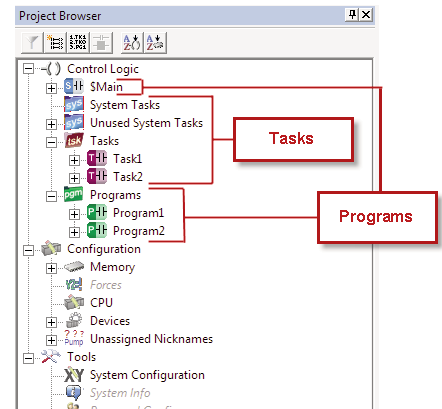 Project Browser
Control Logic
$Main
System Tasks
Unused System Tasks
Tasks
Task1
Task2
Programs
Program1
Program2
Configuration
Memory
Forces
CPU
Devices
Unassigned Nicknames
Tools
System Configuration
System Info
Tasks
Programs